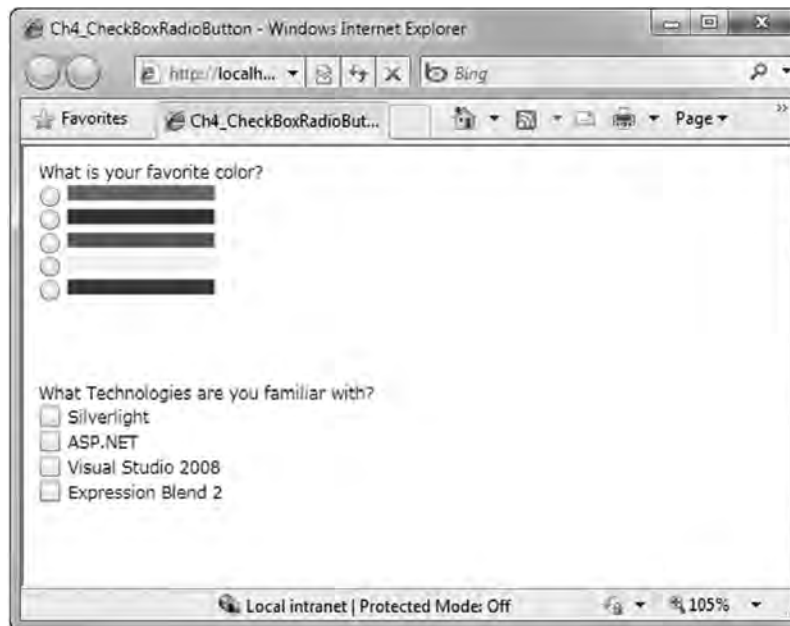 Ch4_CheckBoxRadioButton - Windows Internet Explorer
http://localh...
Bing
Favorites
Ch4_CheckBoxRadioBut...
Page
What is your favorite color?
What Technologies are you familiar with?
Silverlight
ASP.NET
Visual Studio 2008
Expression Blend 2
Local intranet | Protected Mode: Off
105%